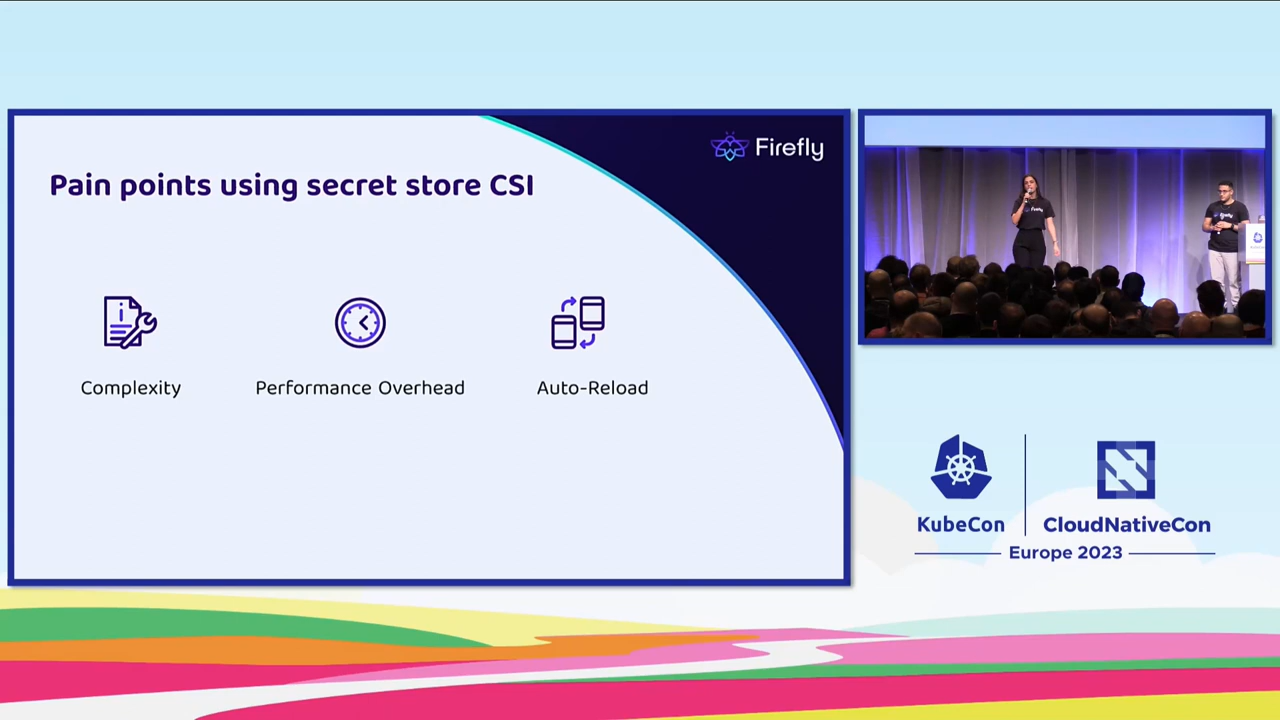 Firefly
Pain points using secret store CSI
Complexity
Performance Overhead
Auto-Reload
KubeCon
CloudNativeCon
Europe 2023